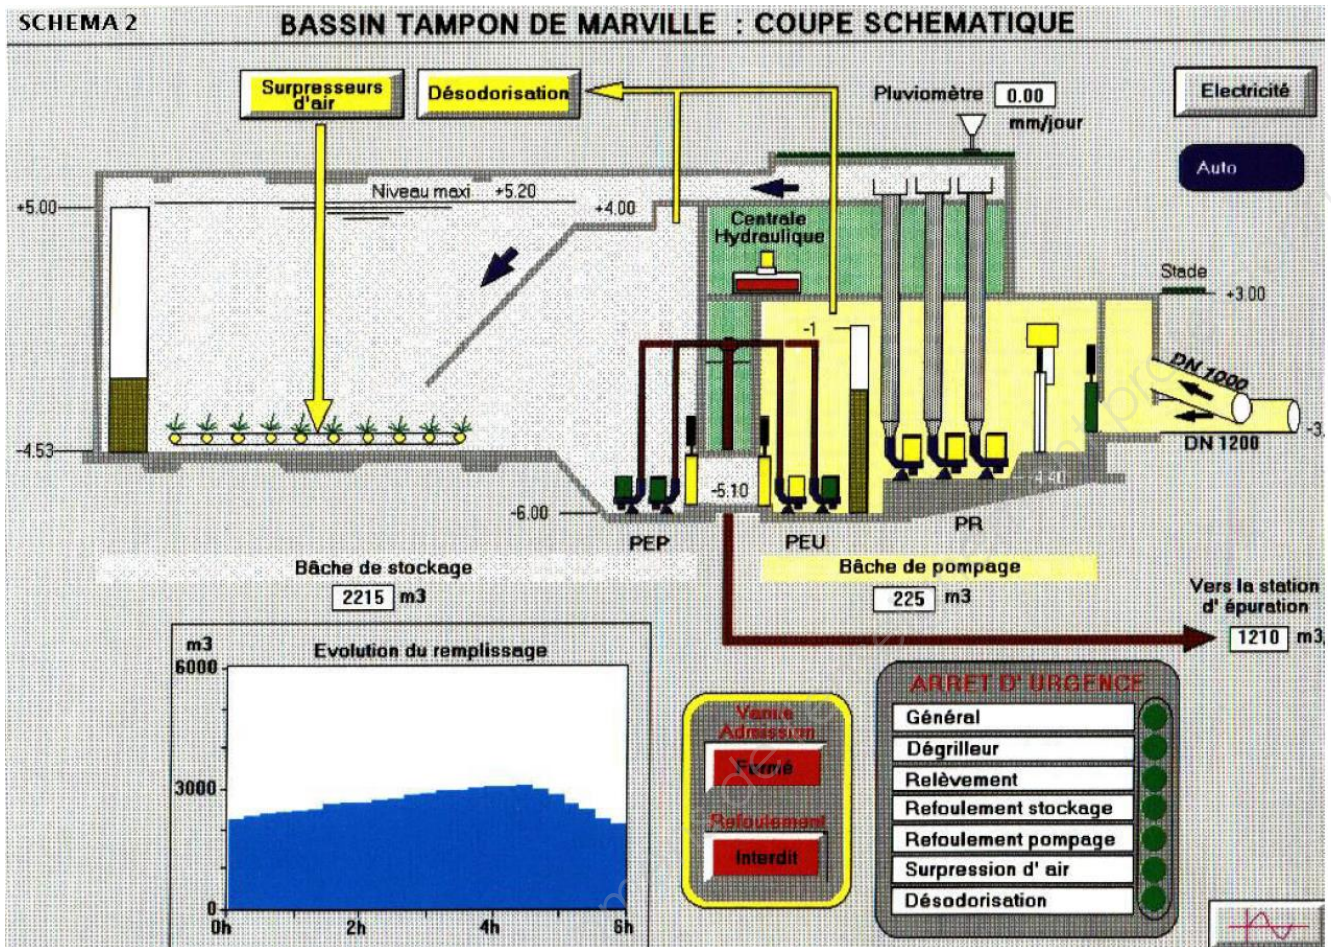 SCHEMA 2
BASSIN TAMPON DE MARVILLE : COUPE SCHEMATIQUE
Surpresseurs
d'air
Désodorisation
Pluviomètre 0.00
mm/jour
Electricité
Auto
Niveau maxi +5.20
+5.00
+4.00
Centrale
Hydraulique
Stade
+3.00
-1
DN 1000
DN 1200
-3.
-4.53
-4.40
-5.10
-6.00
PEP
PEU
PR
Bâche de stockage
2215 m3
Bâche de pompage
225 m3
Vers la station
d' épuration
1210 m3
m3
6000
Evolution du remplissage
3000
0
0h 2h 4h 6h
Vanne
Admission
Fermé
Refoulement
Interdit
ARRET D' URGENCE
Général
Dégrilleur
Relèvement
Refoulement stockage
Refoulement pompage
Surpression d' air
Désodorisation